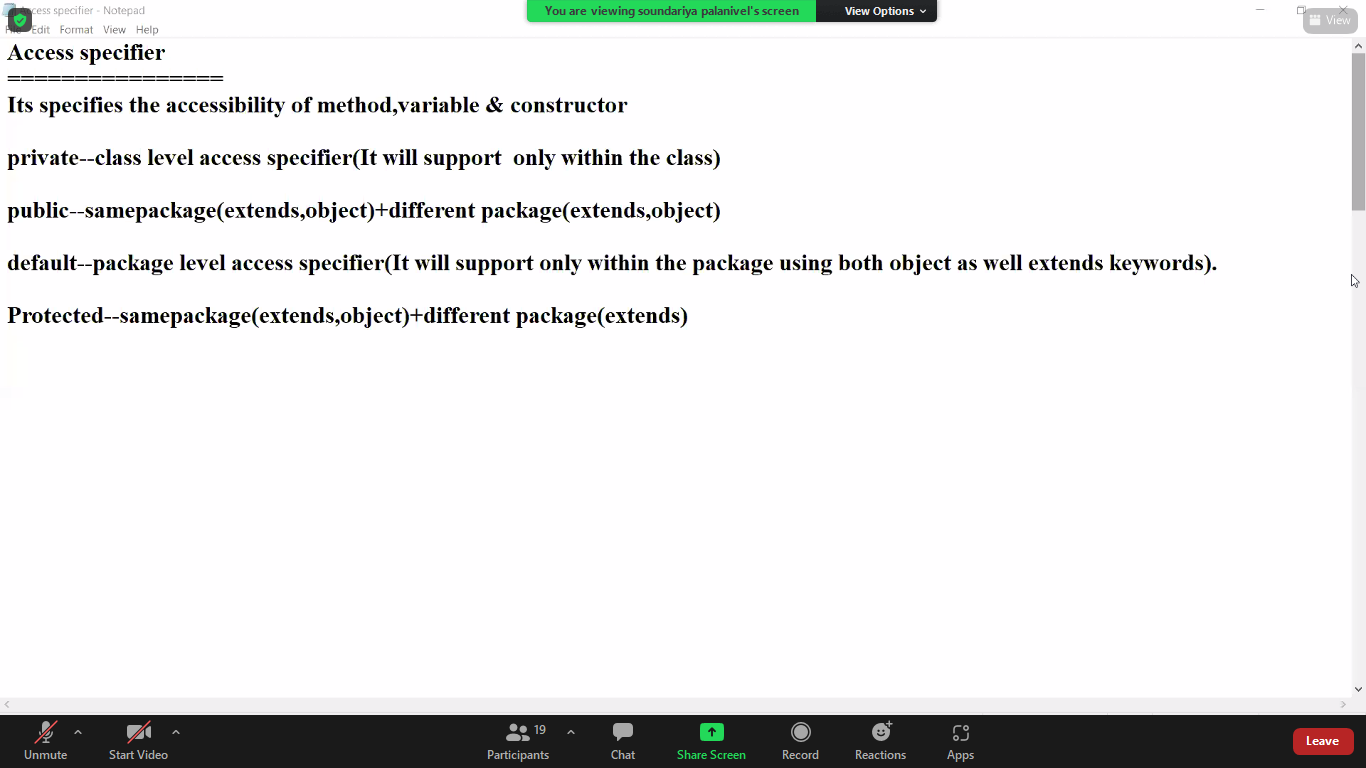 Access specifier - Notepad
You are viewing soundariya palanivel's screen
View Options
View
Edit Format View Help
Access specifier
================
Its specifies the accessibility of method,variable & constructor
private--class level access specifier(It will support only within the class)
public--samepackage(extends,object)+different package(extends,object)
default--package level access specifier(It will support only within the package using both object as well extends keywords).
Protected--samepackage(extends,object)+different package(extends)
19
Unmute
Start Video
Participants
Chat
Share Screen
Record
Reactions
Apps
Leave